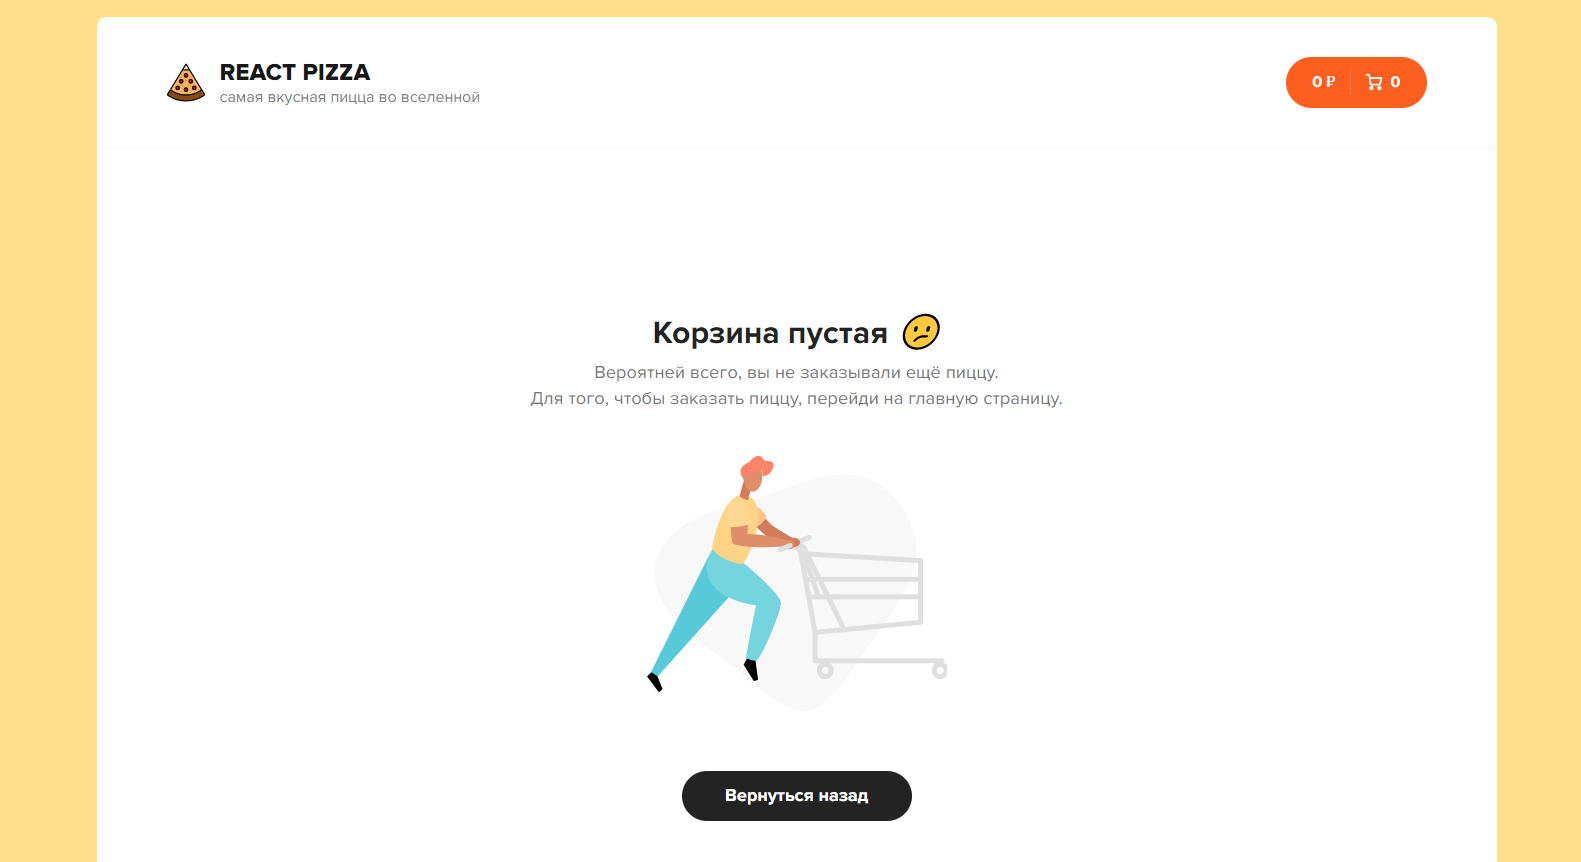 REACT PIZZA
самая вкусная пицца во вселенной
0 ₽
0
Корзина пустая
Вероятней всего, вы не заказывали ещё пиццу.
Для того, чтобы заказать пиццу, перейди на главную страницу.
Вернуться назад